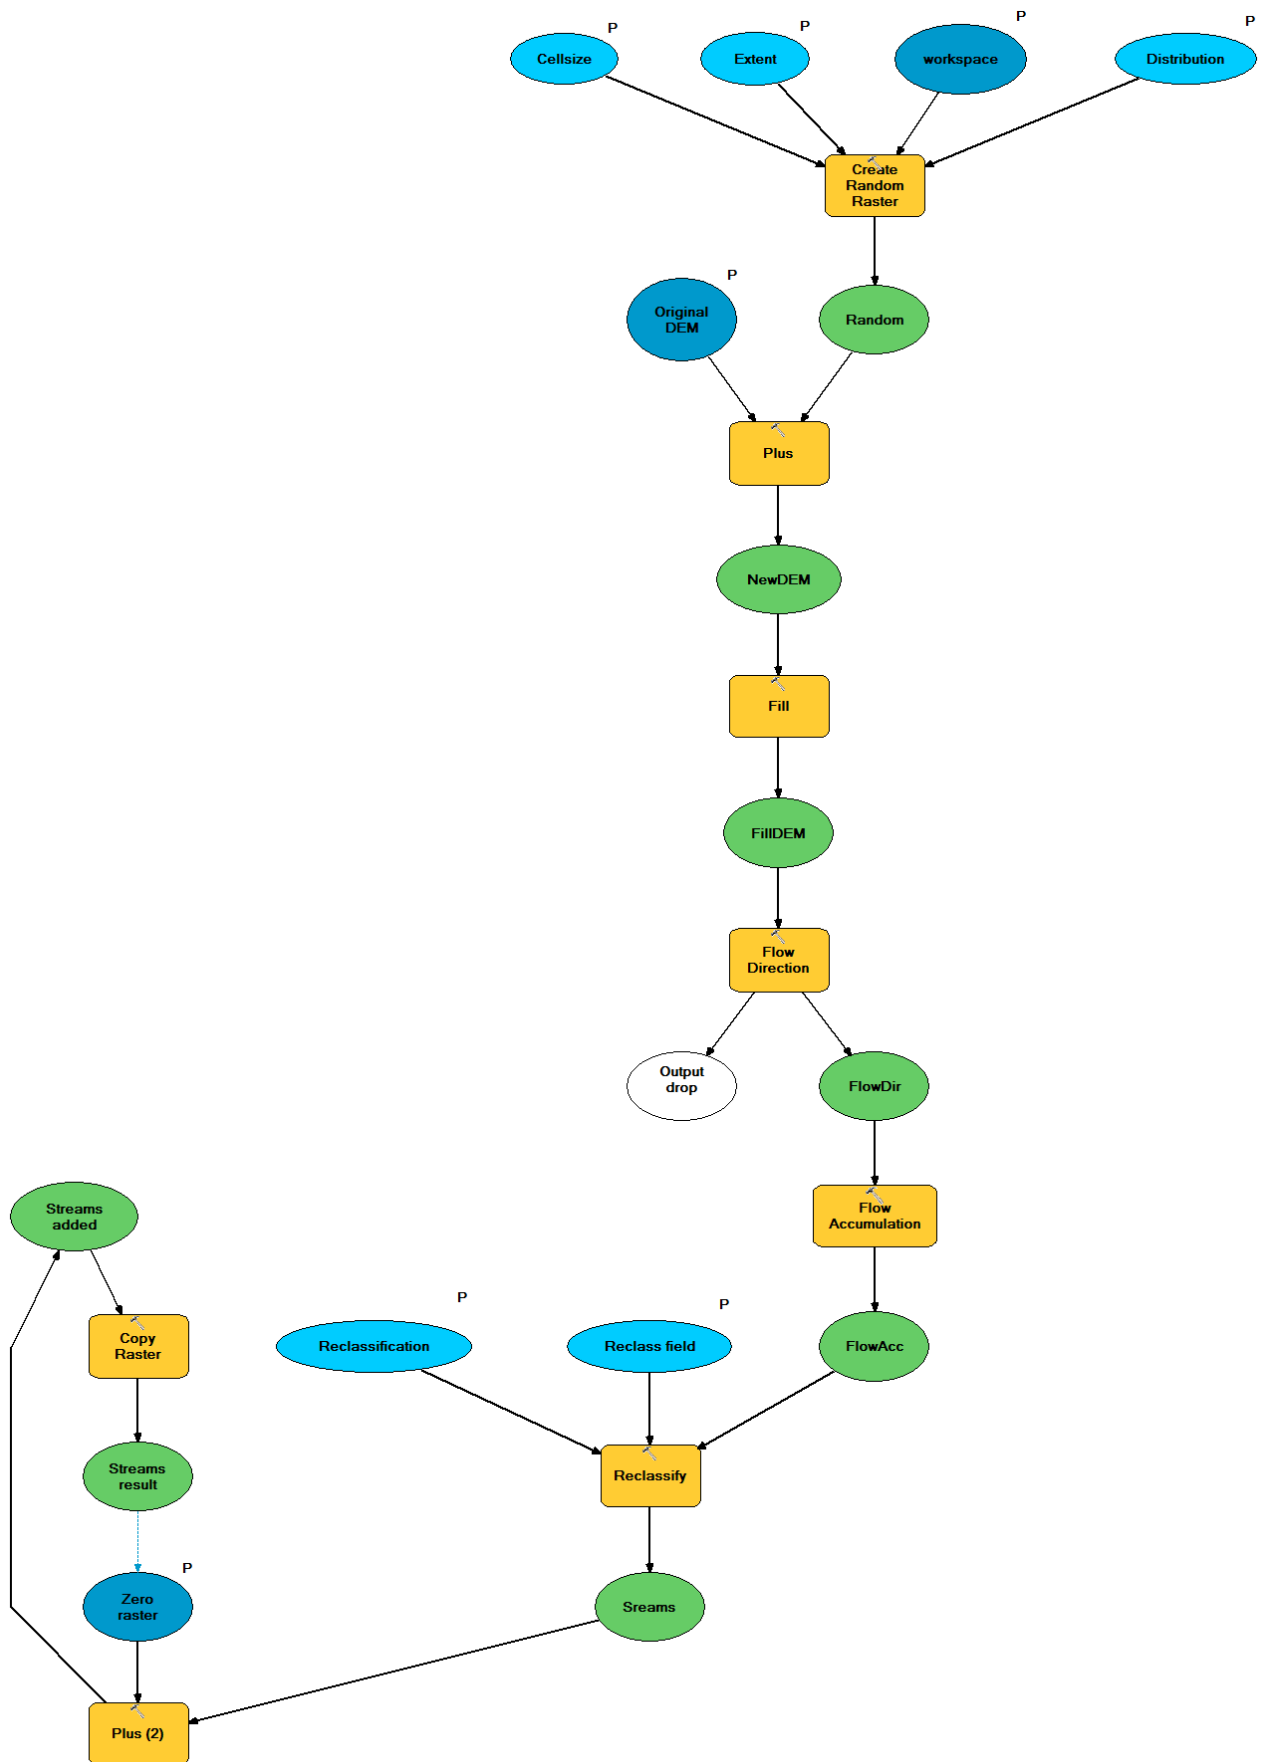 P
P
P
P
Cellsize
Extent
workspace
Distribution
Create
Random
Raster
P
Original
DEM
Random
Plus
NewDEM
Fill
FillDEM
Flow
Direction
Output
drop
FlowDir
Streams
added
Flow
Accumulation
P
P
Copy
Raster
Reclassification
Reclass field
FlowAcc
Streams
result
Reclassify
P
Zero
raster
Sreams
Plus (2)